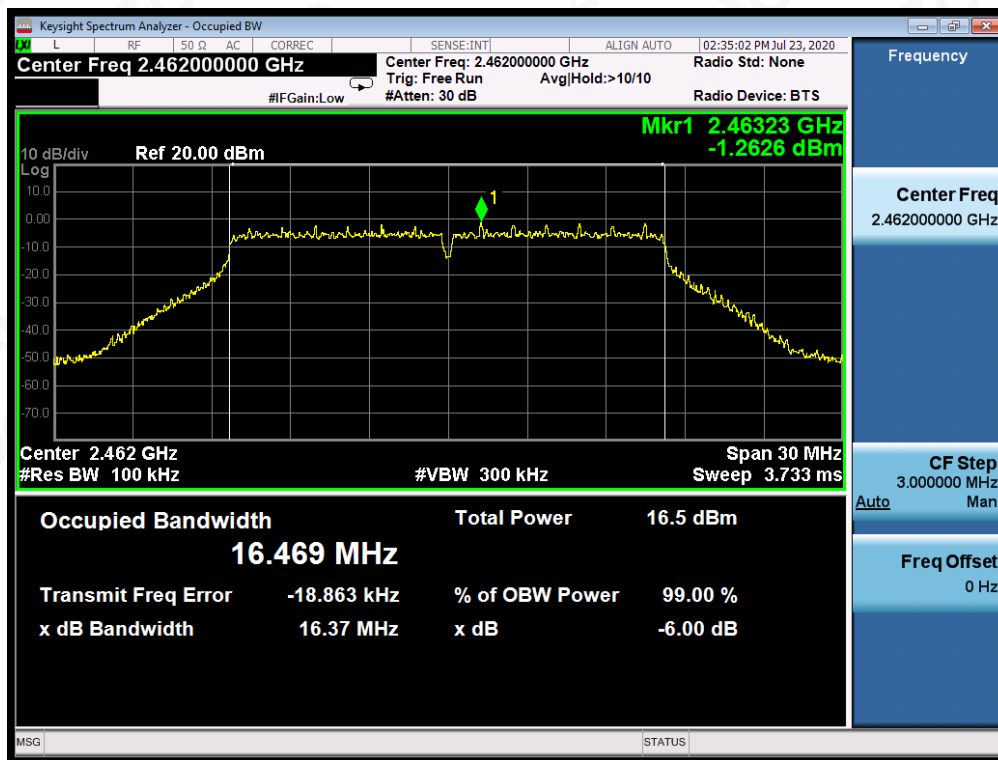 Keysight Spectrum Analyzer - Occupied BW
LXI L RF 50 Ω AC CORREC SENSE:INT ALIGN AUTO 02:35:02 PM Jul 23, 2020
Center Freq 2.462000000 GHz
Center Freq: 2.462000000 GHz Radio Std: None
Trig: Free Run Avg|Hold:>10/10
#IFGain:Low #Atten: 30 dB Radio Device: BTS
Mkr1 2.46323 GHz
-1.2626 dBm
10 dB/div Ref 20.00 dBm
Log
10.0
0.00
-10.0
-20.0
-30.0
-40.0
-50.0
-60.0
-70.0
1
Center 2.462 GHz Span 30 MHz
#Res BW 100 kHz #VBW 300 kHz Sweep 3.733 ms
Occupied Bandwidth Total Power 16.5 dBm
16.469 MHz
Transmit Freq Error -18.863 kHz % of OBW Power 99.00 %
x dB Bandwidth 16.37 MHz x dB -6.00 dB
MSG STATUS
Frequency
Center Freq
2.462000000 GHz
CF Step
3.000000 MHz
Auto Man
Freq Offset
0 Hz